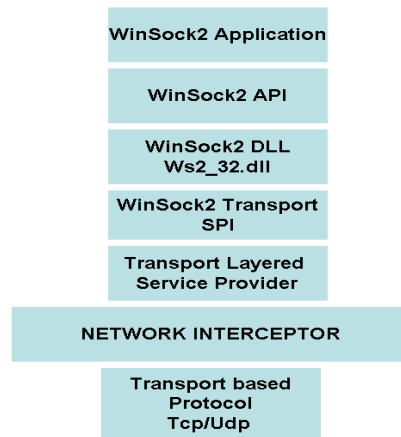 WinSock2 Application
WinSock2 API
WinSock2 DLL
Ws2_32.dll
WinSock2 Transport
SPI
Transport Layered
Service Provider
NETWORK INTERCEPTOR
Transport based
Protocol
Tcp/Udp